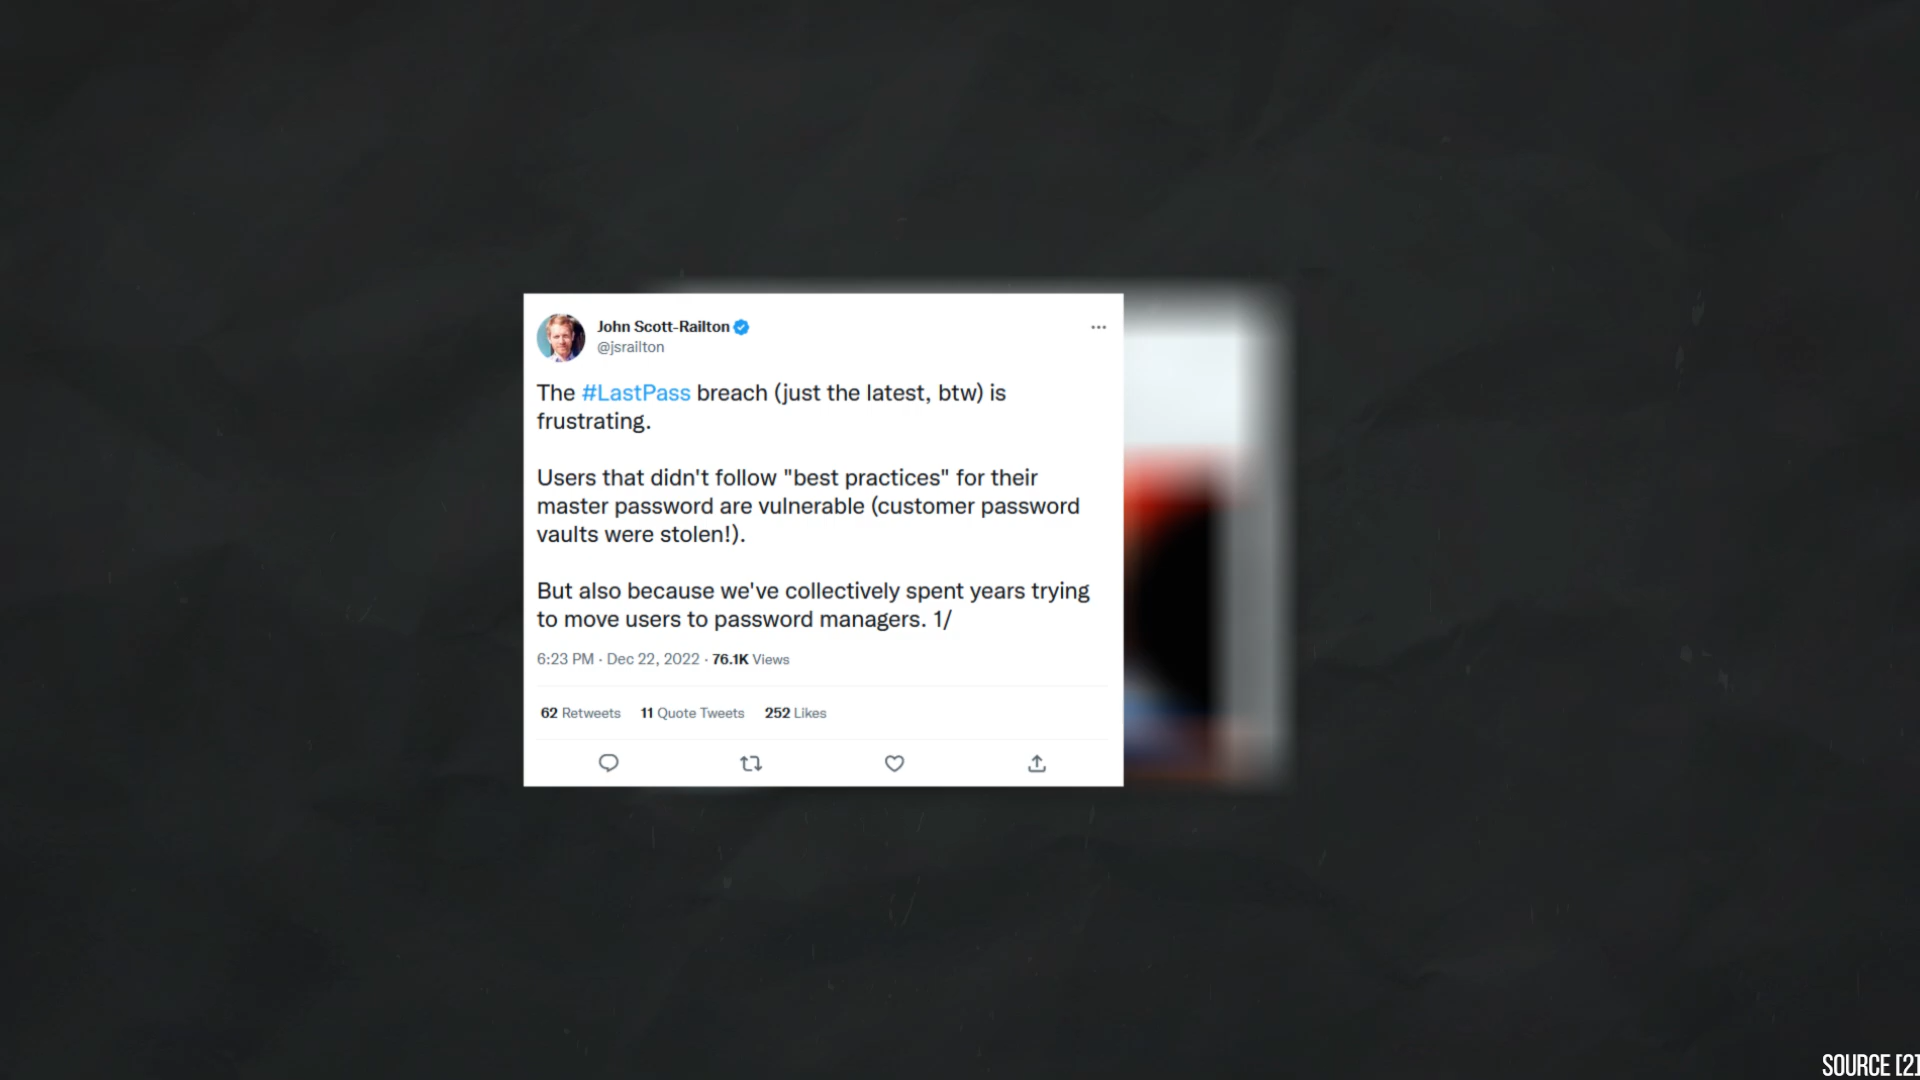 John Scott-Railton
@jsrailton
The #LastPass breach (just the latest, btw) is
frustrating.
Users that didn't follow "best practices" for their
master password are vulnerable (customer password
vaults were stolen!).
But also because we've collectively spent years trying
to move users to password managers. 1/
6:23 PM · Dec 22, 2022 · 76.1K Views
62 Retweets 11 Quote Tweets 252 Likes
SOURCE [2]